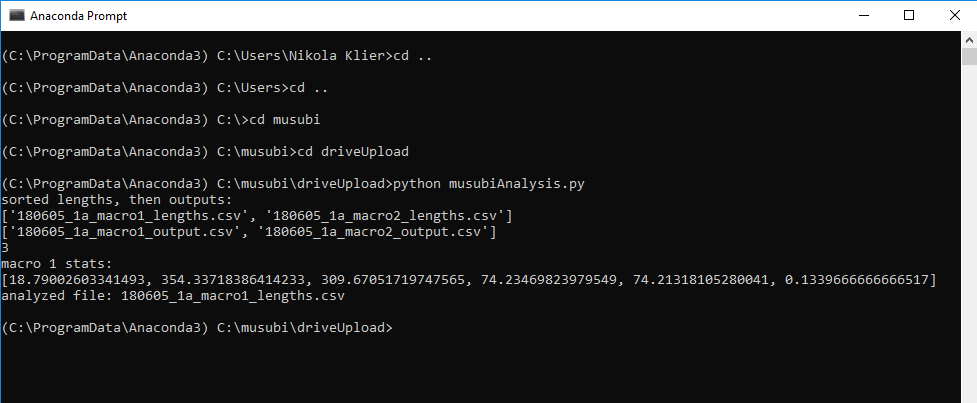 Anaconda Prompt
(C:\ProgramData\Anaconda3) C:\Users\Nikola Klier>cd ..
(C:\ProgramData\Anaconda3) C:\Users>cd ..
(C:\ProgramData\Anaconda3) C:\>cd musubi
(C:\ProgramData\Anaconda3) C:\musubi>cd driveUpload
(C:\ProgramData\Anaconda3) C:\musubi\driveUpload>python musubiAnalysis.py
sorted lengths, then outputs:
['180605_1a_macro1_lengths.csv', '180605_1a_macro2_lengths.csv']
['180605_1a_macro1_output.csv', '180605_1a_macro2_output.csv']
3
macro 1 stats:
[18.79002603341493, 354.33718386414233, 309.67051719747565, 74.23469823979549, 74.21318105280041, 0.1339666666666517]
analyzed file: 180605_1a_macro1_lengths.csv
(C:\ProgramData\Anaconda3) C:\musubi\driveUpload>